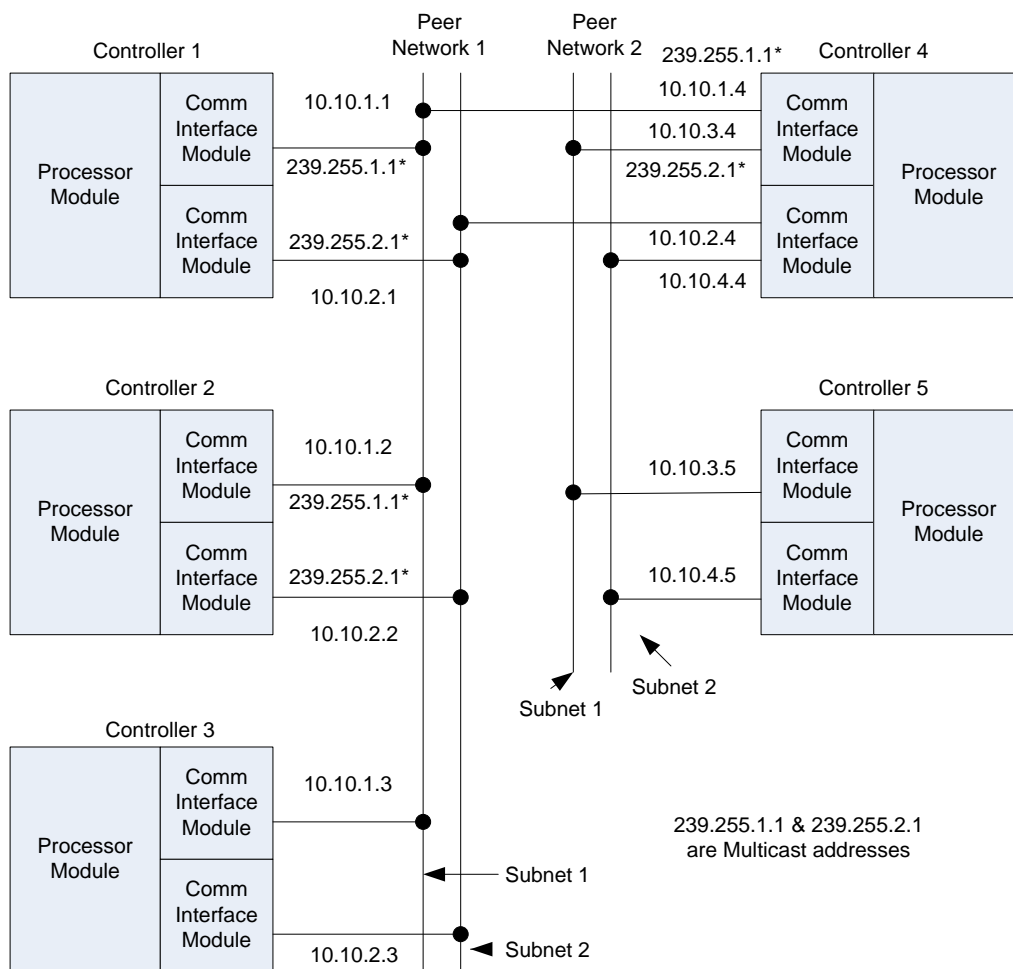 Peer
Network 1
Peer
Network 2
Controller 1
239.255.1.1*
Controller 4
Processor
Module
Comm
Interface
Module
Comm
Interface
Module
10.10.1.1
239.255.1.1*
239.255.2.1*
10.10.2.1
10.10.1.4
10.10.3.4
239.255.2.1*
10.10.2.4
10.10.4.4
Comm
Interface
Module
Comm
Interface
Module
Processor
Module
Controller 2
Processor
Module
Comm
Interface
Module
Comm
Interface
Module
10.10.1.2
239.255.1.1*
239.255.2.1*
10.10.2.2
Controller 5
10.10.3.5
10.10.4.5
Comm
Interface
Module
Comm
Interface
Module
Processor
Module
Subnet 1
Subnet 2
Controller 3
Processor
Module
Comm
Interface
Module
Comm
Interface
Module
10.10.1.3
10.10.2.3
Subnet 1
Subnet 2
239.255.1.1 & 239.255.2.1
are Multicast addresses